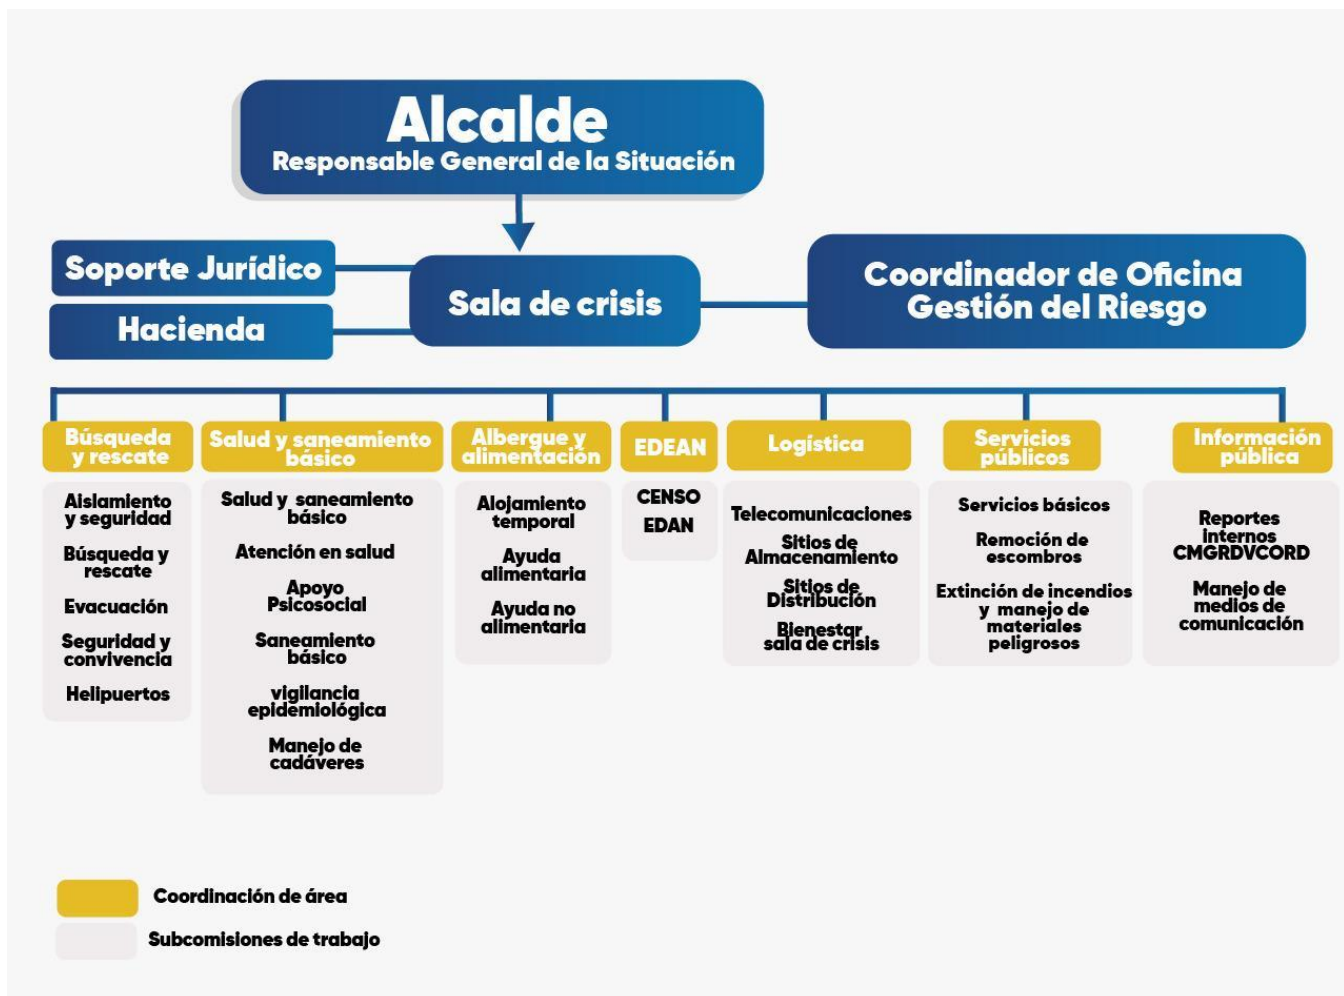 Alcalde
Responsable General de la Situación
Soporte Jurídico
Hacienda
Sala de crisis
Coordinador de Oficina
Gestión del Riesgo
Búsqueda
y rescate
Aislamiento
y seguridad
Búsqueda y
rescate
Evacuación
Seguridad y
convivencia
Helipuertos
Salud y saneamiento
básico
Salud y saneamiento
básico
Atención en salud
Apoyo
Psicosocial
Saneamiento
básico
vigilancia
epidemiológica
Manejo de
cadáveres
Albergue y
alimentación
Alojamiento
temporal
Ayuda
alimentaria
Ayuda no
alimentaria
EDEAN
CENSO
EDAN
Logística
Telecomunicaciones
Sitios de
Almacenamiento
Sitios de
Distribución
Bienestar
sala de crisis
Servicios
públicos
Servicios básicos
Remoción de
escombros
Extinción de incendios
y manejo de
materiales
peligrosos
Información
pública
Reportes
internos
CMGRDVCORD
Manejo de
medios de
comunicación
Coordinación de área
Subcomisiones de trabajo